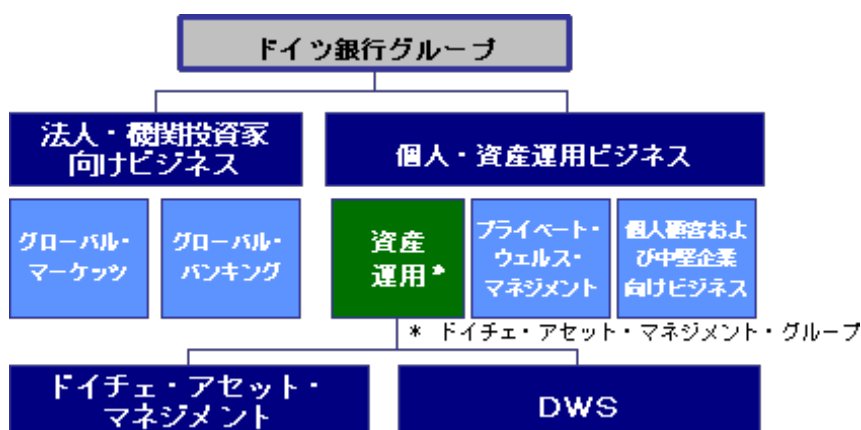 ドイツ銀行グループ
法人・機関投資家
向けビジネス
個人・資産運用ビジネス
グローバル・
マーケッツ
グローバル・
バンキング
資産
運用*
プライベート・
ウェルス・
マネジメント
個人顧客およ
び中堅企業
向けビジネス
* ドイチェ・アセット・マネジメント・グループ
ドイチェ・アセット・
マネジメント
DWS